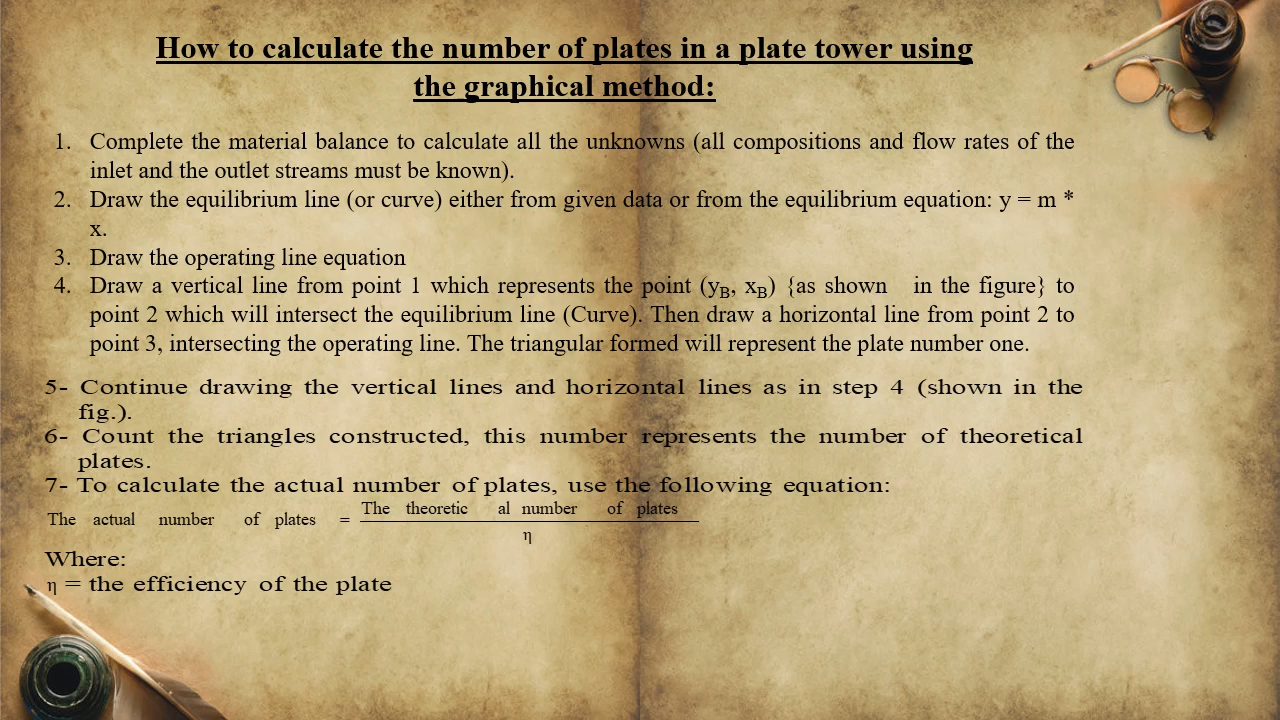 How to calculate the number of plates in a plate tower using
the graphical method:
1. Complete the material balance to calculate all the unknowns (all compositions and flow rates of the
inlet and the outlet streams must be known).
2. Draw the equilibrium line (or curve) either from given data or from the equilibrium equation: y = m *
x.
3. Draw the operating line equation
4. Draw a vertical line from point 1 which represents the point (yB, xB) {as shown in the figure} to
point 2 which will intersect the equilibrium line (Curve). Then draw a horizontal line from point 2 to
point 3, intersecting the operating line. The triangular formed will represent the plate number one.
5- Continue drawing the vertical lines and horizontal lines as in step 4 (shown in the
fig.).
6- Count the triangles constructed, this number represents the number of theoretical
plates.
7- To calculate the actual number of plates, use the following equation:
The theoretic al number of plates
The actual number of plates =
η
Where:
η = the efficiency of the plate